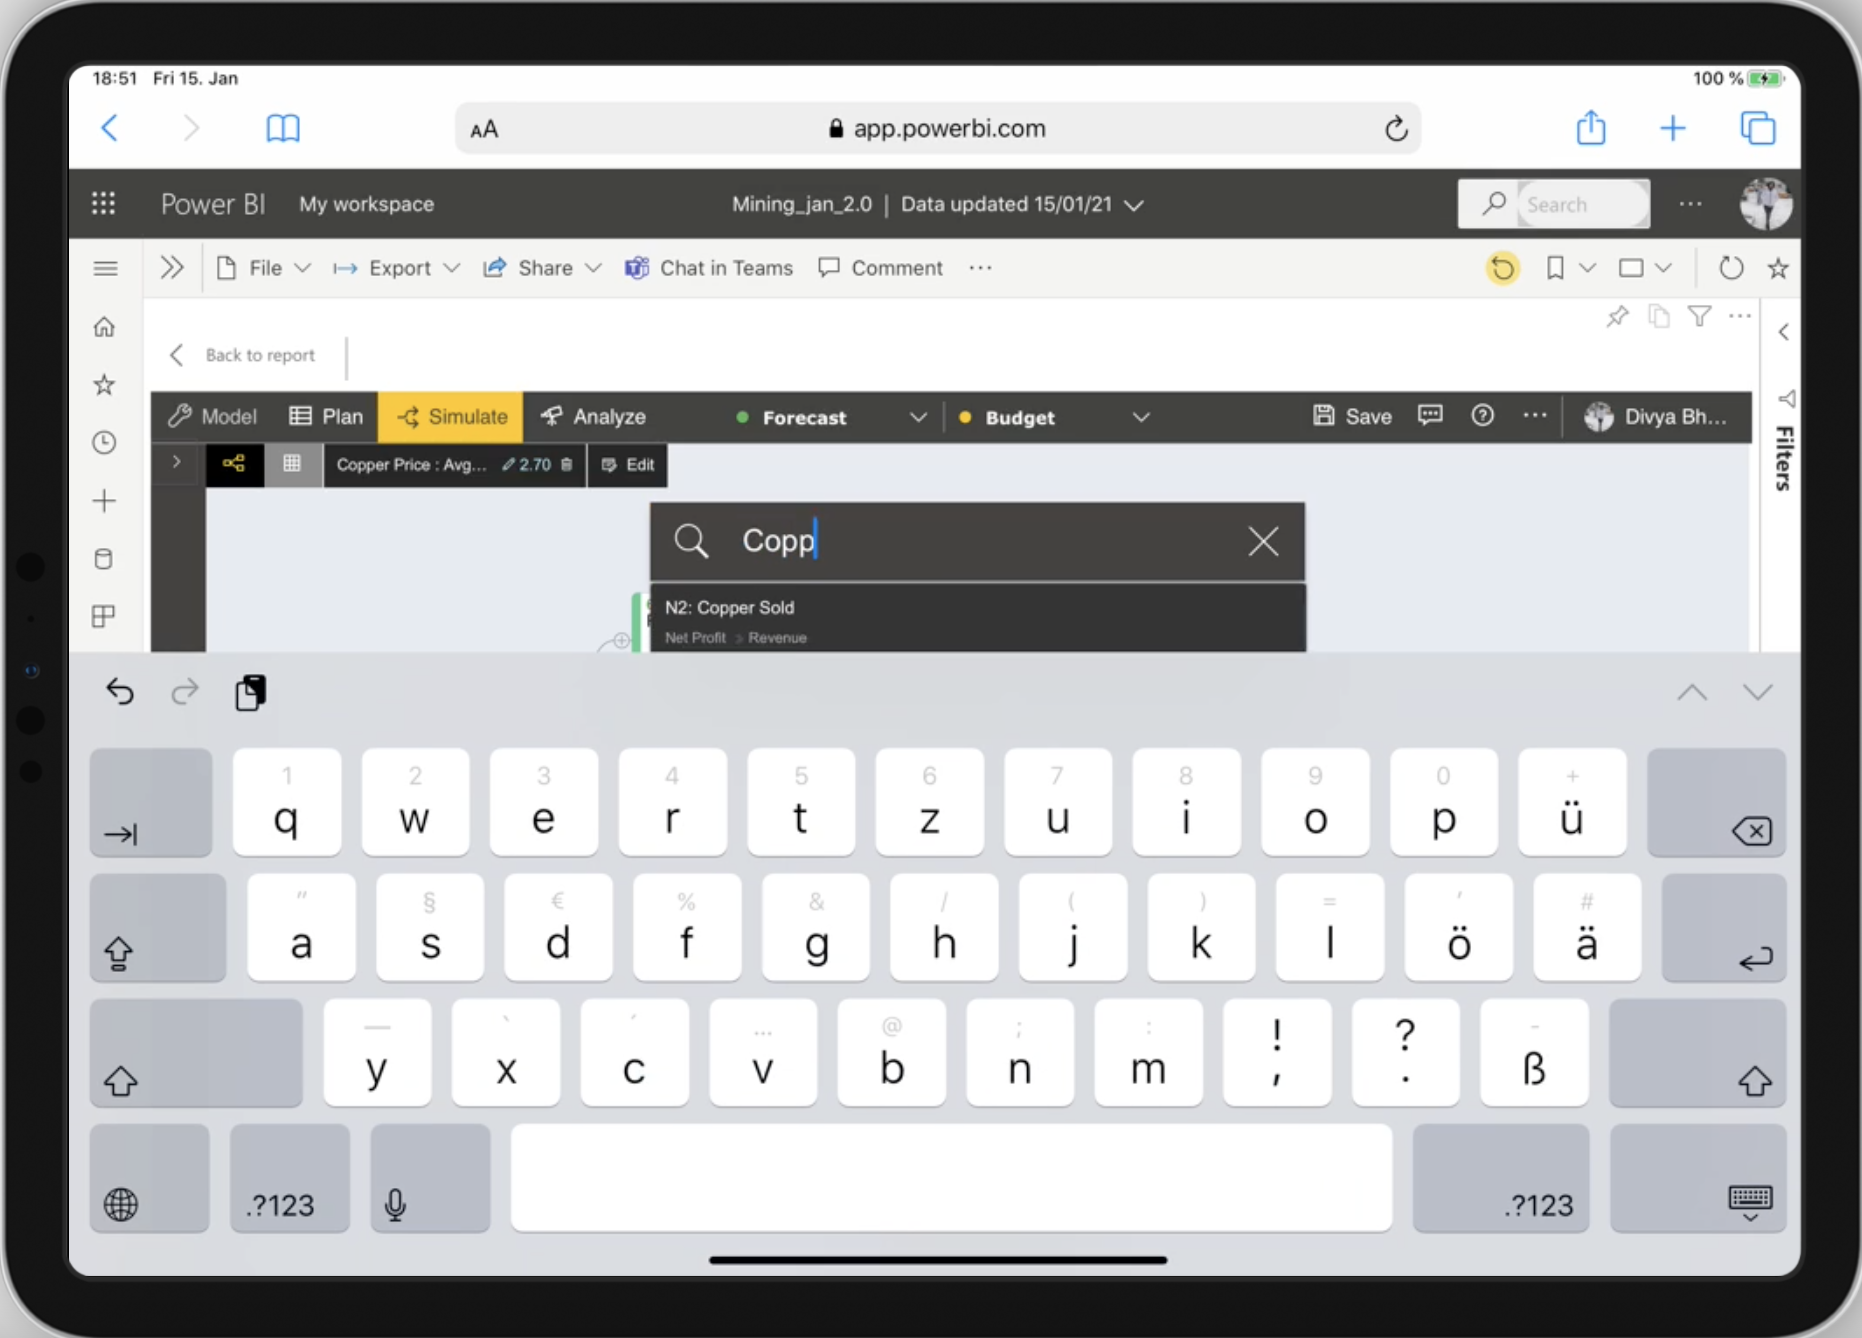 18:51 Fri 15. Jan
100 %
AA
app.powerbi.com
Power BI
My workspace
Mining_jan_2.0 | Data updated 15/01/21
Search
File
Export
Share
Chat in Teams
Comment
...
Back to report
Filters
Model
Plan
Simulate
Analyze
Forecast
Budget
Save
Divya Bh...
Copper Price : Avg...
2.70
Edit
Copp
N2: Copper Sold
Net Profit > Revenue
1 2 3 4 5 6 7 8 9 0 +
q w e r t z u i o p ü
" § € % & / ( ) = ' #
a s d f g h j k l ö ä
— ` ´ ... @ ; : ! ? -
y x c v b n m , . ß
.?123
.?123